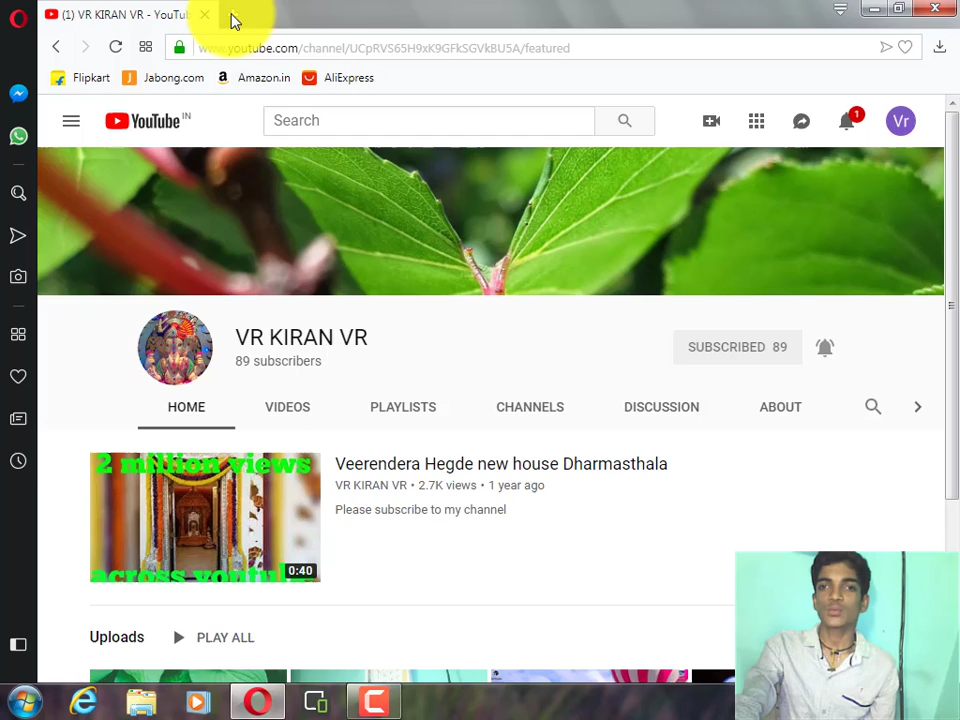 (1) VR KIRAN VR - YouTu
www.youtube.com/channel/UCpRVS65H9xK9GFkSGVkBU5A/featured
Flipkart
Jabong.com
Amazon.in
AliExpress
YouTube IN
Search
1
Vr
VR KIRAN VR
89 subscribers
SUBSCRIBED 89
HOME
VIDEOS
PLAYLISTS
CHANNELS
DISCUSSION
ABOUT
2 million views
across youtube
0:40
Veerendera Hegde new house Dharmasthala
VR KIRAN VR • 2.7K views • 1 year ago
Please subscribe to my channel
Uploads
PLAY ALL